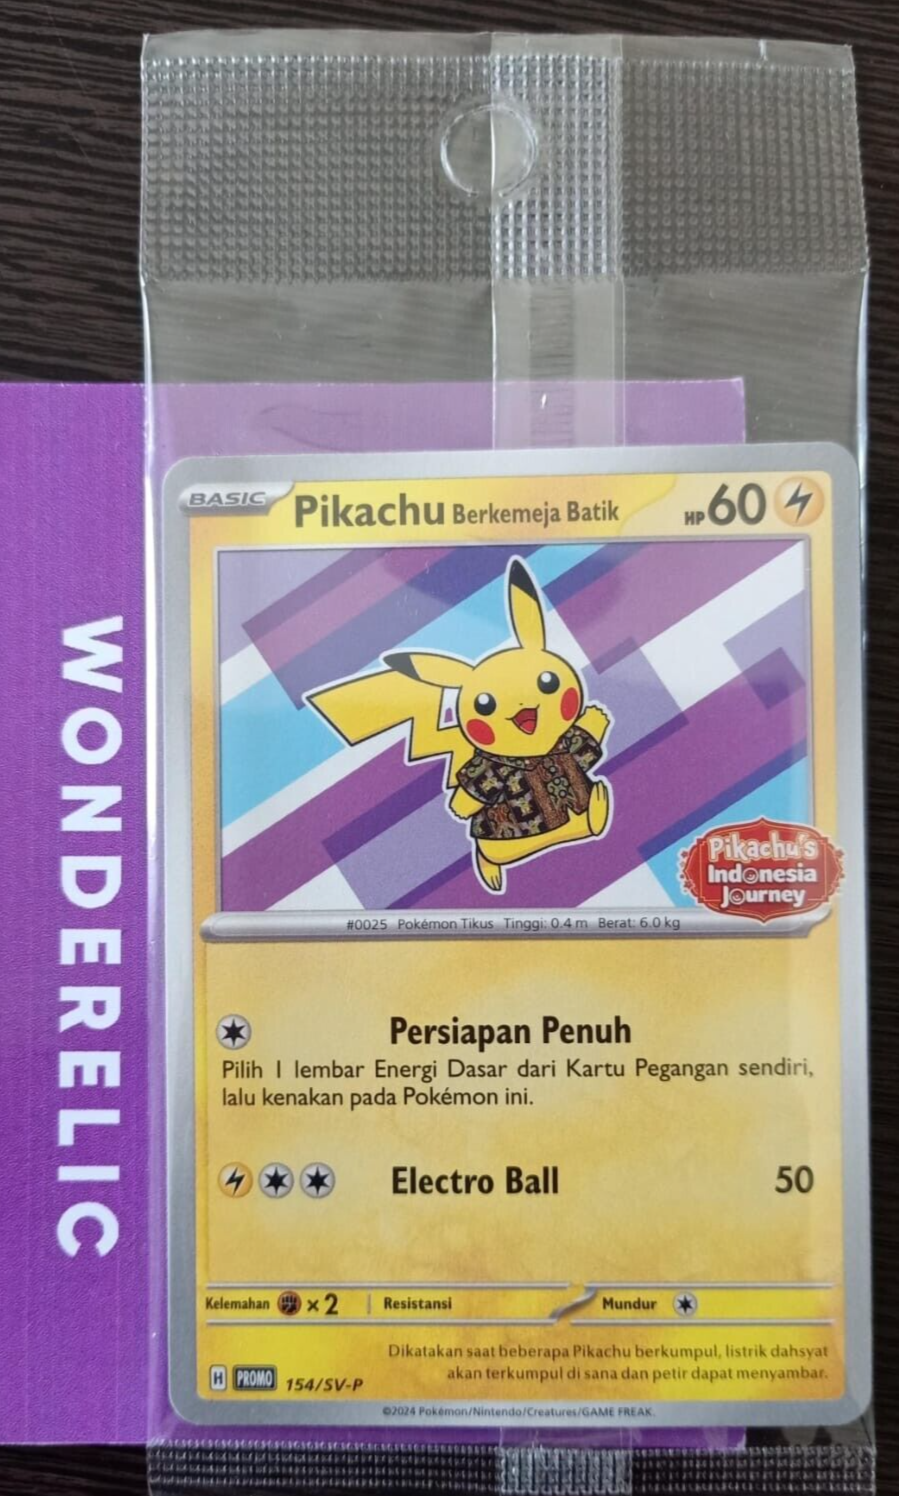 WONDERELIC
BASIC
Pikachu Berkemeja Batik
HP 60
Pikachu's
Indonesia
Journey
#0025 Pokémon Tikus Tinggi: 0.4 m Berat: 6.0 kg
Persiapan Penuh
Pilih 1 lembar Energi Dasar dari Kartu Pegangan sendiri,
lalu kenakan pada Pokémon ini.
Electro Ball 50
Kelemahan ×2 Resistansi Mundur
Dikatakan saat beberapa Pikachu berkumpul, listrik dahsyat
akan terkumpul di sana dan petir dapat menyambar.
H PROMO 154/SV-P
©2024 Pokémon/Nintendo/Creatures/GAME FREAK.